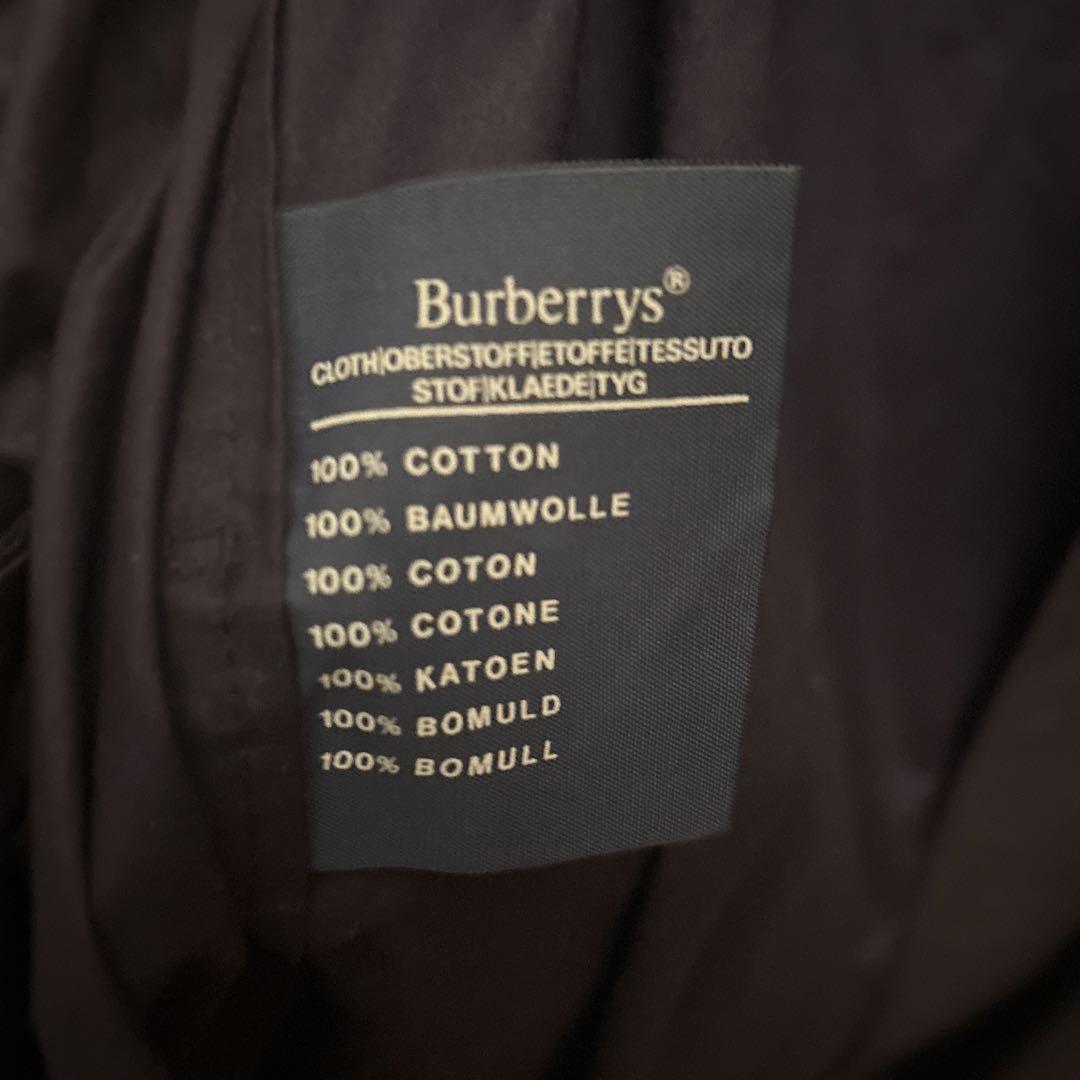 Burberrys®
CLOTH|OBERSTOFF|ETOFFE|TESSUTO
STOF|KLAEDE|TYG
100% COTTON
100% BAUMWOLLE
100% COTON
100% COTONE
100% KATOEN
100% BOMULD
100% BOMULL